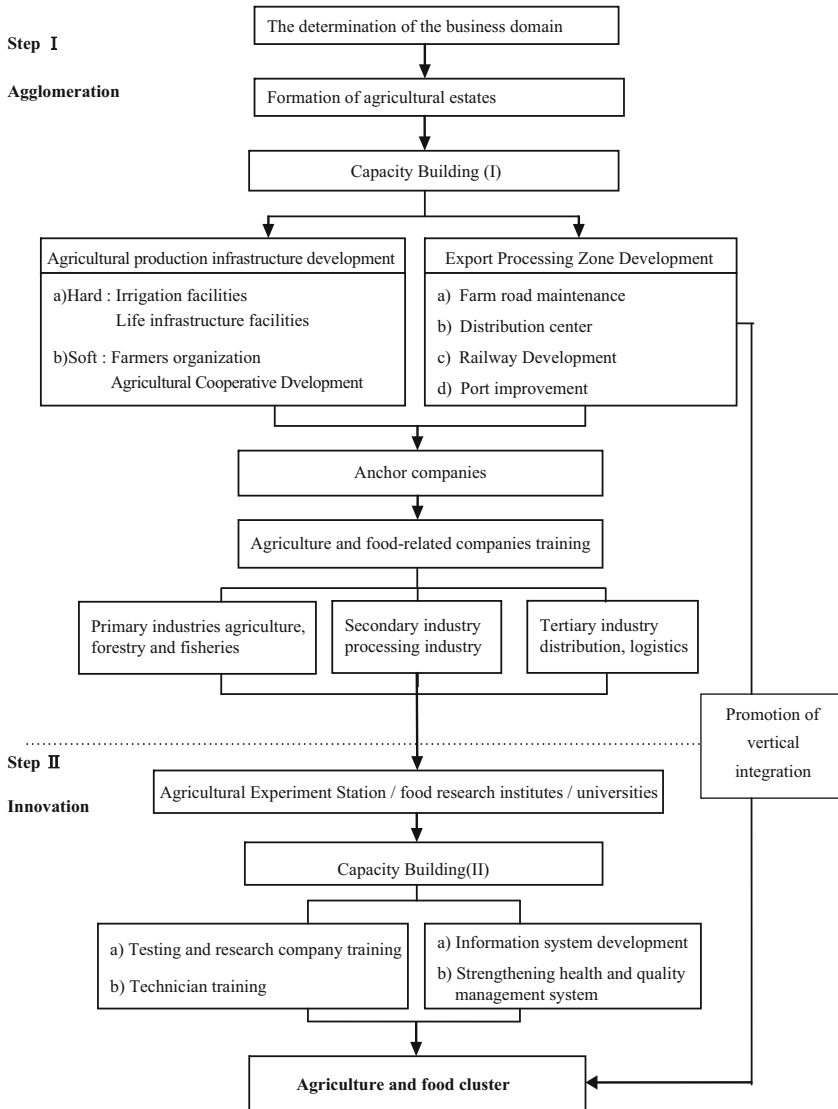 The determination of the business domain
Step Ⅰ
Agglomeration
Formation of agricultural estates
Capacity Building (I)
Agricultural production infrastructure development
a)Hard : Irrigation facilities
Life infrastructure facilities
b)Soft : Farmers organization
Agricultural Cooperative Dvelopment
Export Processing Zone Development
a) Farm road maintenance
b) Distribution center
c) Railway Development
d) Port improvement
Anchor companies
Agriculture and food-related companies training
Primary industries agriculture,
forestry and fisheries
Secondary industry
processing industry
Tertiary industry
distribution, logistics
Promotion of
vertical
integration
Step Ⅱ
Innovation
Agricultural Experiment Station / food research institutes / universities
Capacity Building(II)
a) Testing and research company training
b) Technician training
a) Information system development
b) Strengthening health and quality
management system
Agriculture and food cluster